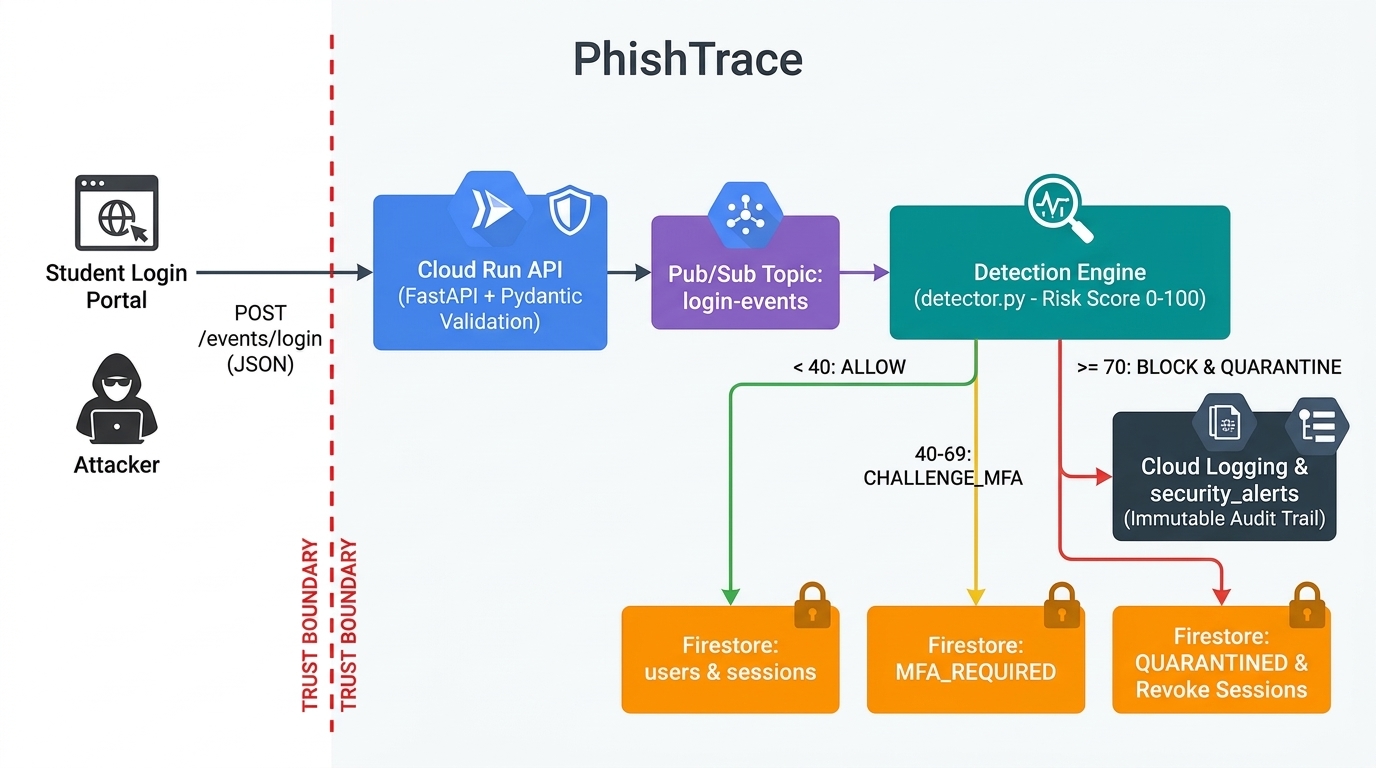 PhishTrace
Student Login
Portal
POST
/events/login
(JSON)
Attacker
TRUST BOUNDARY
TRUST BOUNDARY
Cloud Run API
(FastAPI + Pydantic
Validation)
Pub/Sub Topic:
login-events
Detection Engine
(detector.py - Risk Score 0-100)
< 40: ALLOW
40-69:
CHALLENGE_MFA
>= 70: BLOCK & QUARANTINE
Cloud Logging &
security_alerts
(Immutable Audit Trail)
Firestore:
users & sessions
Firestore:
MFA_REQUIRED
Firestore:
QUARANTINED &
Revoke Sessions